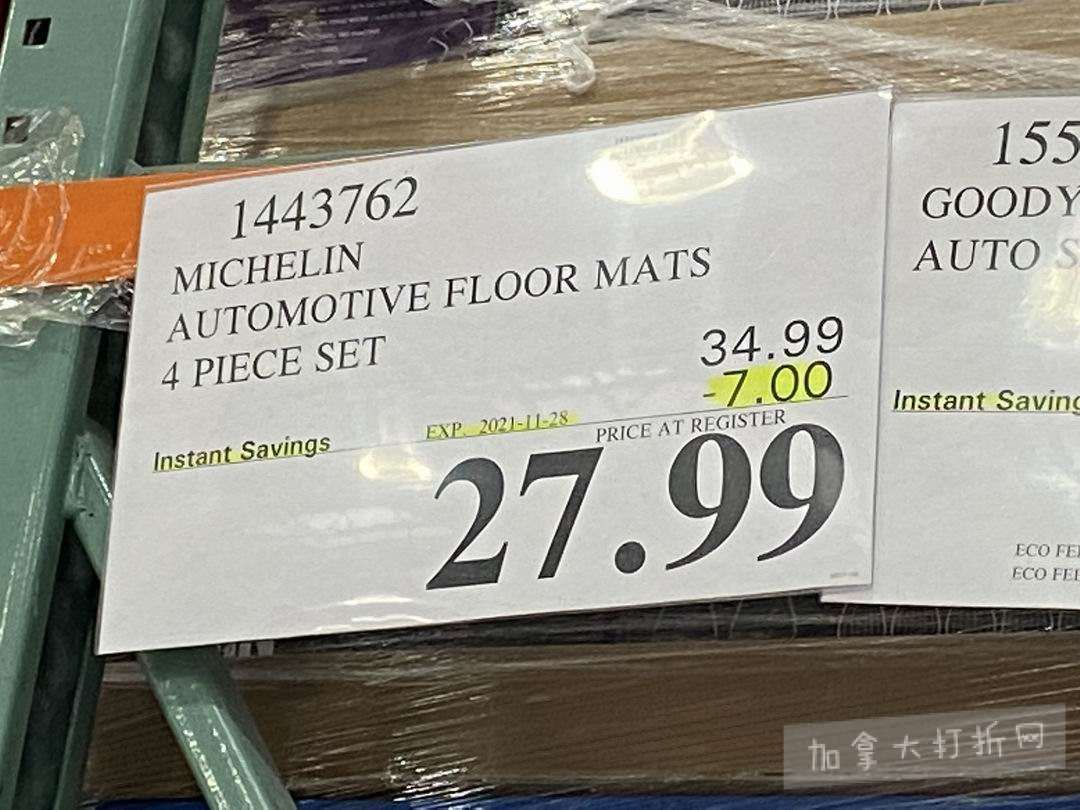 1443762
MICHELIN
AUTOMOTIVE FLOOR MATS
4 PIECE SET
34.99
-7.00
Instant Savings
EXP. 2021-11-28
PRICE AT REGISTER
27.99
155
GOODY
AUTO S
Instant Saving
ECO FE
ECO FEE
加拿大打折网